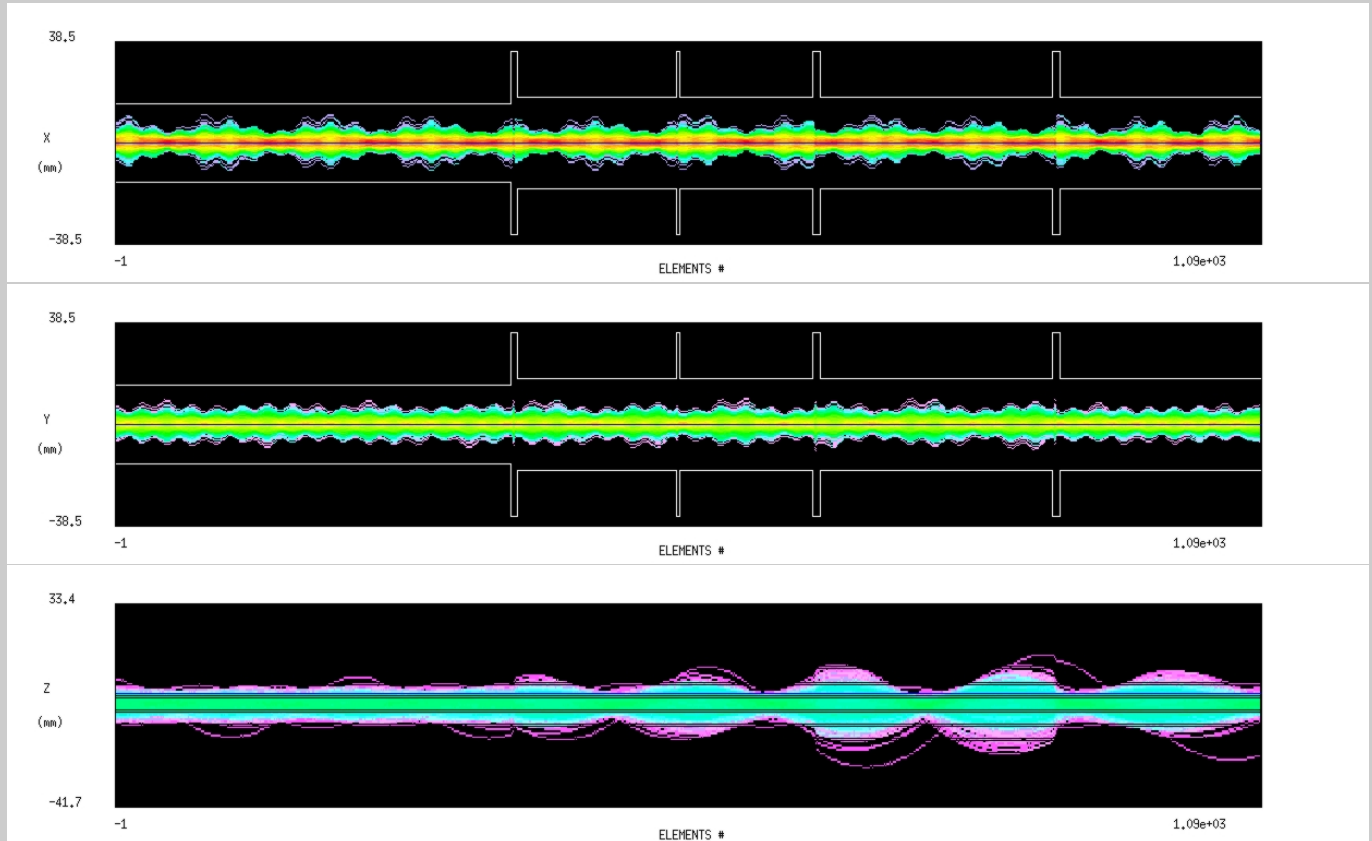 38.5
X
(mm)
-38.5
-1
1.09e+03
ELEMENTS #
38.5
Y
(mm)
-38.5
-1
1.09e+03
ELEMENTS #
33.4
Z
(mm)
-41.7
-1
1.09e+03
ELEMENTS #